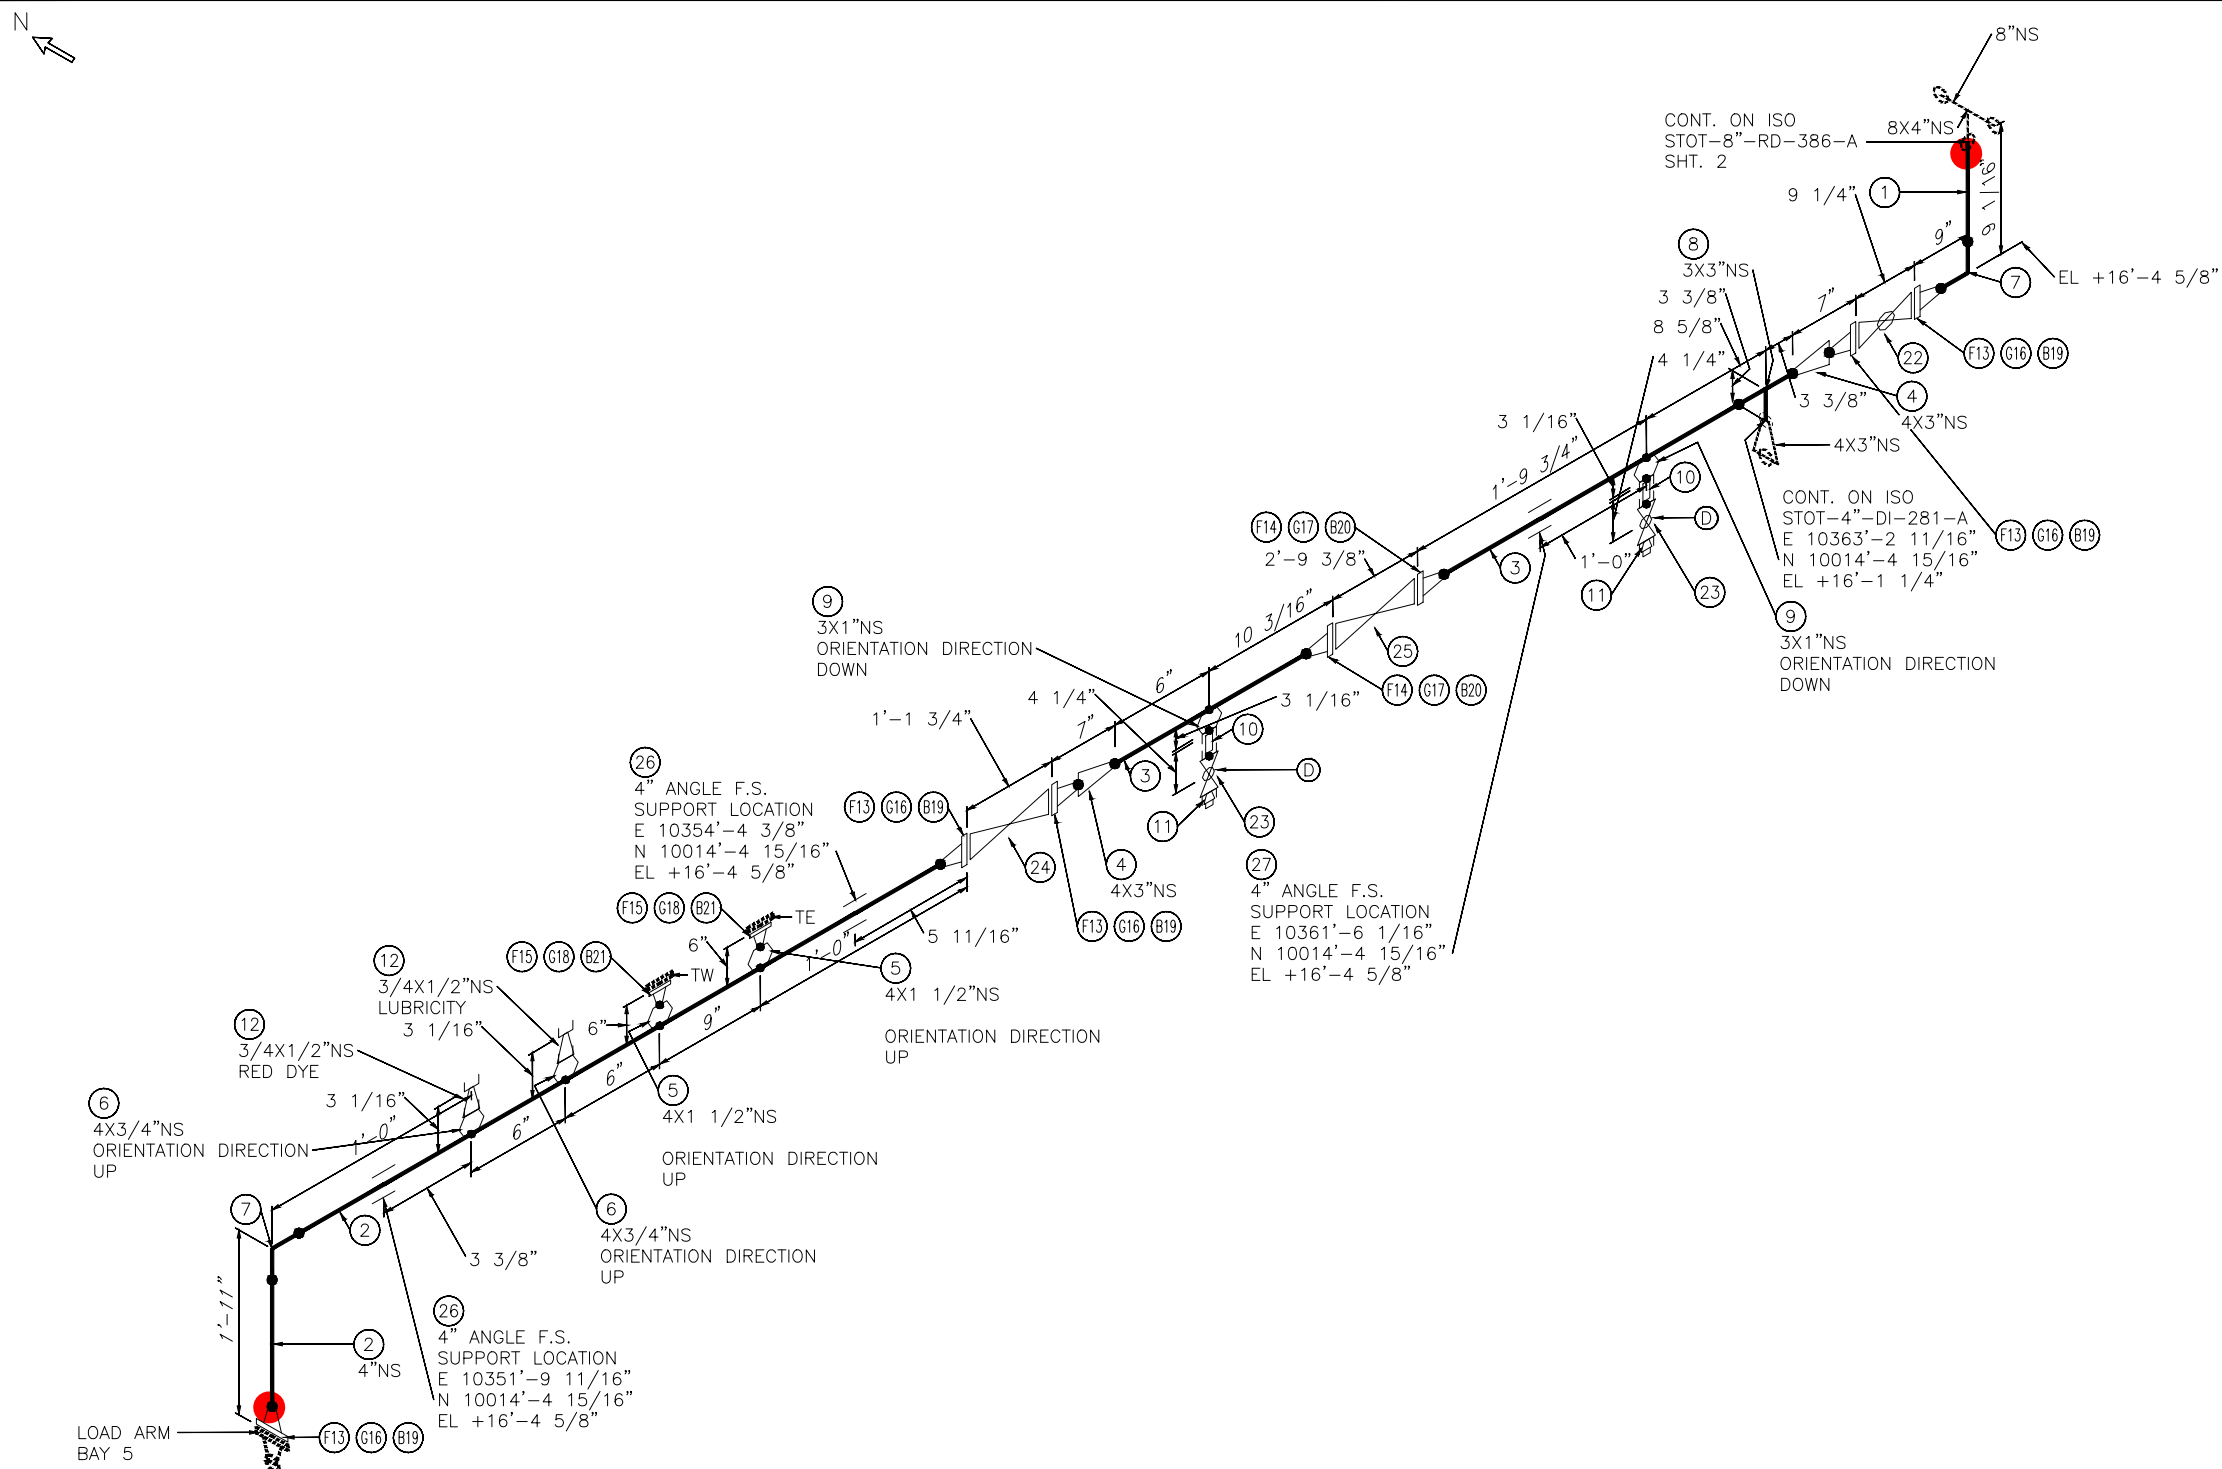 N
8"NS
CONT. ON ISO
STOT-8"-RD-386-A
SHT. 2
8X4"NS
1
9 1/16"
9 1/4"
9"
8
3X3"NS
3 3/8"
8 5/8"
4 1/4"
7"
7
EL +16'-4 5/8"
F13 G16 B19
22
4
4X3"NS
3 3/8"
4X3"NS
3 1/16"
1'-9 3/4"
10
CONT. ON ISO
STOT-4"-DI-281-A
E 10363'-2 11/16"
N 10014'-4 15/16"
EL +16'-1 1/4"
F13 G16 B19
D
F14 G17 B20
2'-9 3/8"
3
1'-0"
11
23
9
3X1"NS
ORIENTATION DIRECTION
DOWN
9
3X1"NS
ORIENTATION DIRECTION
DOWN
10 3/16"
25
F14 G17 B20
6"
4 1/4"
3 1/16"
1'-1 3/4"
7"
10
3
D
11
23
26
4" ANGLE F.S.
SUPPORT LOCATION
E 10354'-4 3/8"
N 10014'-4 15/16"
EL +16'-4 5/8"
F13 G16 B19
24
4
4X3"NS
F13 G16 B19
27
4" ANGLE F.S.
SUPPORT LOCATION
E 10361'-6 1/16"
N 10014'-4 15/16"
EL +16'-4 5/8"
F15 G18 B21
TE
6"
1'-0"
5 11/16"
5
4X1 1/2"NS
ORIENTATION DIRECTION
UP
F15 G18 B21
TW
6"
9"
12
3/4X1/2"NS
LUBRICITY
3 1/16"
12
3/4X1/2"NS
RED DYE
3 1/16"
6"
5
4X1 1/2"NS
ORIENTATION DIRECTION
UP
6
4X3/4"NS
ORIENTATION DIRECTION
UP
1'-0"
6"
6
4X3/4"NS
ORIENTATION DIRECTION
UP
7
2
3 3/8"
1'-11"
2
4"NS
26
4" ANGLE F.S.
SUPPORT LOCATION
E 10351'-9 11/16"
N 10014'-4 15/16"
EL +16'-4 5/8"
LOAD ARM
BAY 5
F13 G16 B19